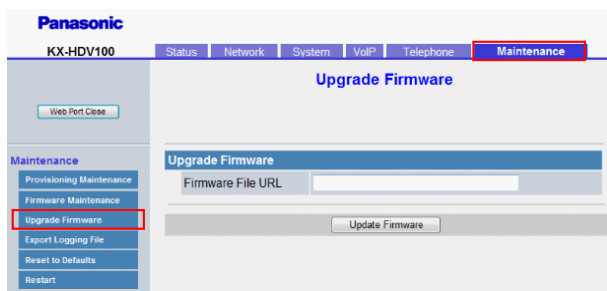 Panasonic
KX-HDV100
Status Network System VoIP Telephone Maintenance
Upgrade Firmware
Web Port Close
Maintenance
Provisioning Maintenance
Firmware Maintenance
Upgrade Firmware
Export Logging File
Reset to Defaults
Restart
Upgrade Firmware
Firmware File URL
Update Firmware